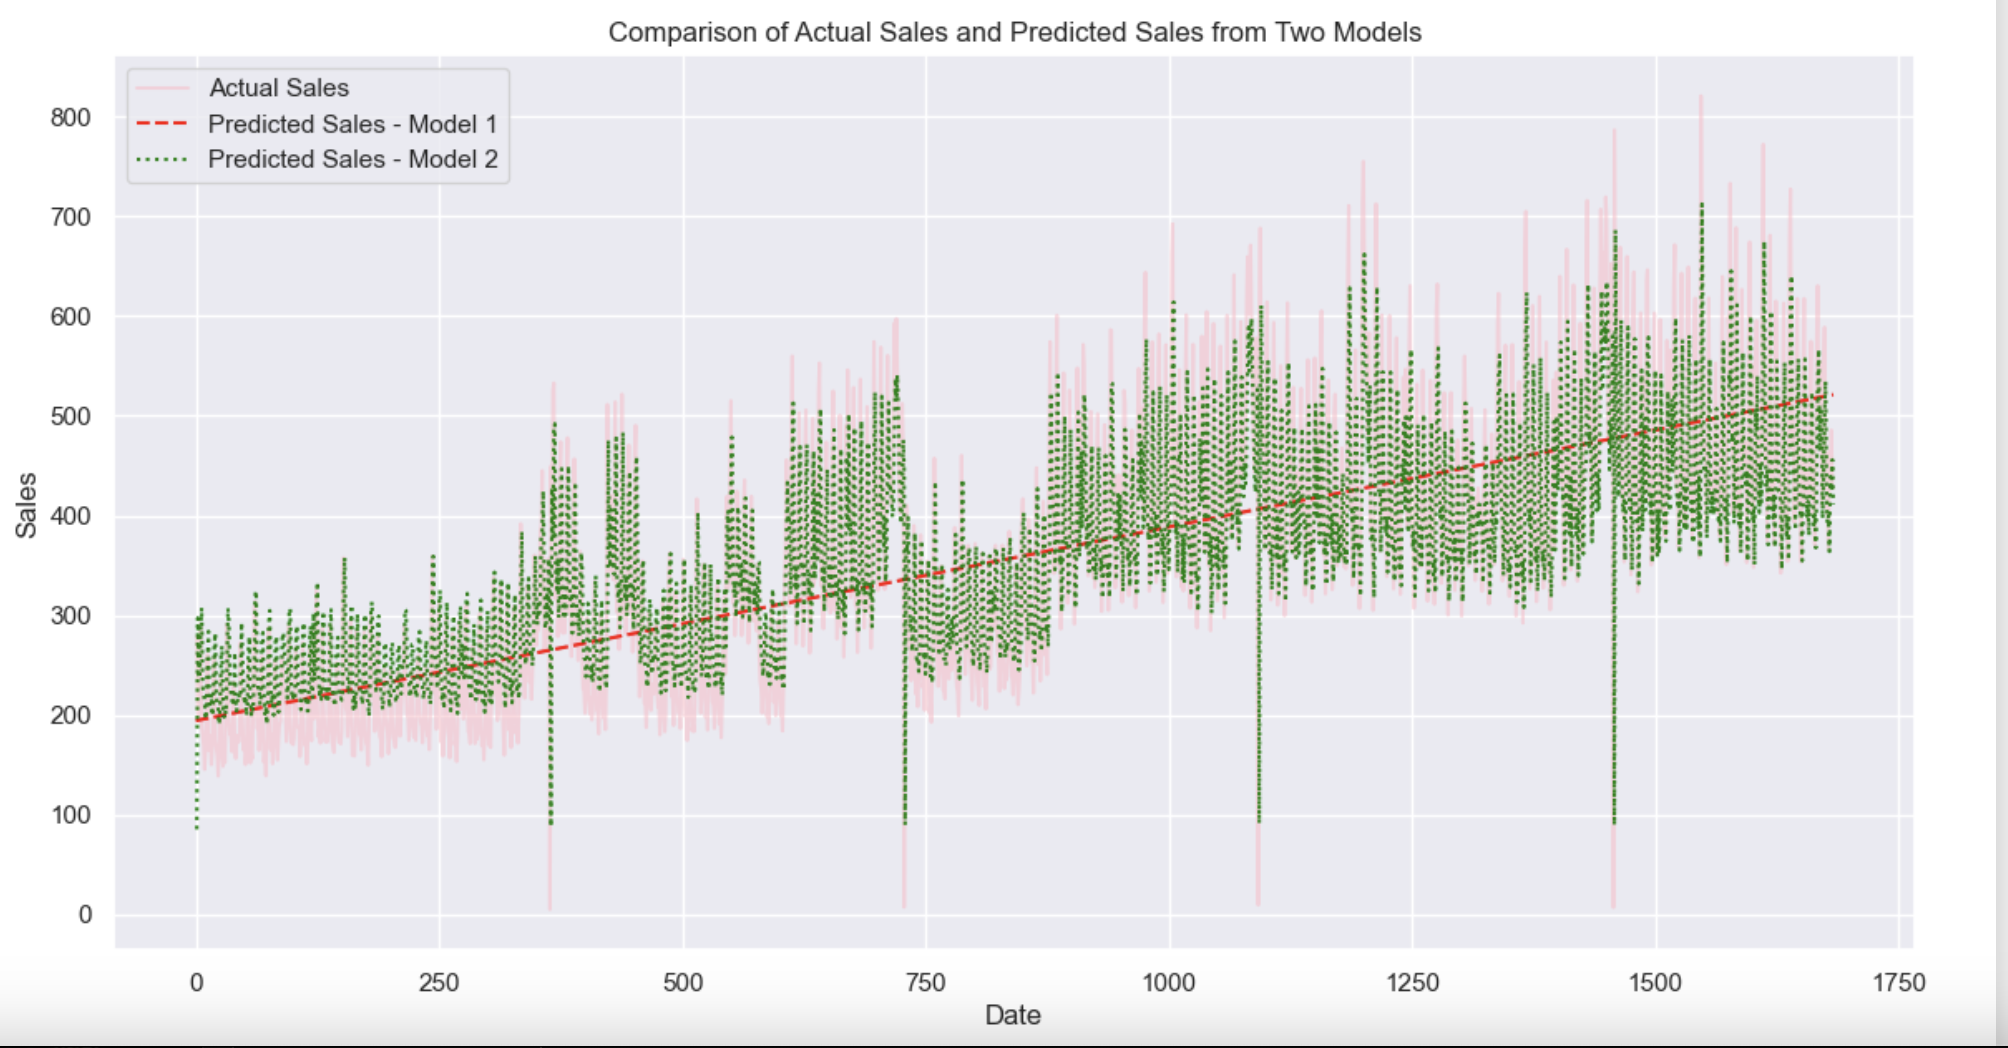 Comparison of Actual Sales and Predicted Sales from Two Models
Actual Sales
Predicted Sales - Model 1
Predicted Sales - Model 2
800
700
600
500
400
300
200
100
0
Sales
0 250 500 750 1000 1250 1500 1750
Date